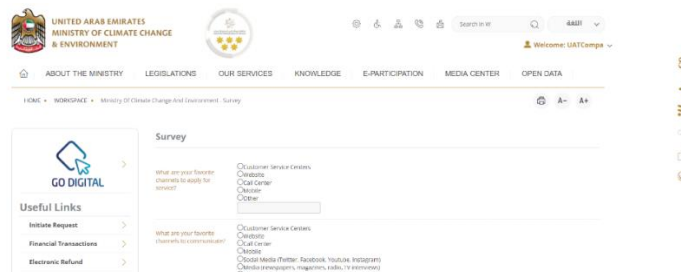 UNITED ARAB EMIRATES
MINISTRY OF CLIMATE CHANGE
& ENVIRONMENT
Search in W
اللغة
Welcome: UATCompa
ABOUT THE MINISTRY LEGISLATIONS OUR SERVICES KNOWLEDGE E-PARTICIPATION MEDIA CENTER OPEN DATA
HOME • WORKSPACE • Ministry Of Climate Change And Environment - Survey
A- A+
Survey
GO DIGITAL
What are your favorite channels to apply for service?
Customer Service Centers
Website
Call Center
Mobile
Other
Useful Links
Initiate Request
Financial Transactions
Electronic Refund
What are your favorite channels to communicate?
Customer Service Centers
Website
Call Center
Mobile
Social Media (Twitter, Facebook, Youtube, Instagram)
Media (newspapers, magazines, radio, TV interviews)